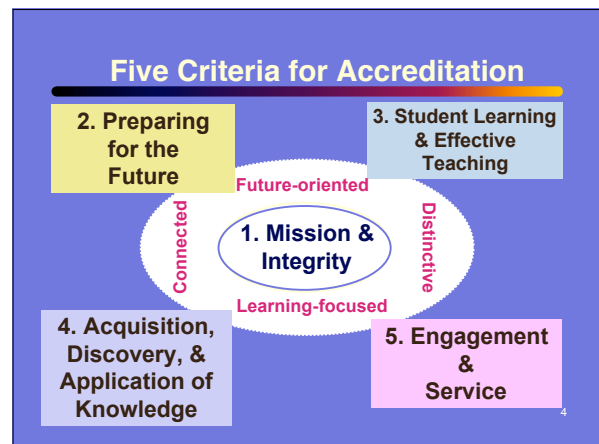 Five Criteria for Accreditation
2. Preparing
for the
Future
3. Student Learning
& Effective
Teaching
Future-oriented
Connected
1. Mission &
Integrity
Distinctive
Learning-focused
4. Acquisition,
Discovery, &
Application of
Knowledge
5. Engagement
&
Service
4